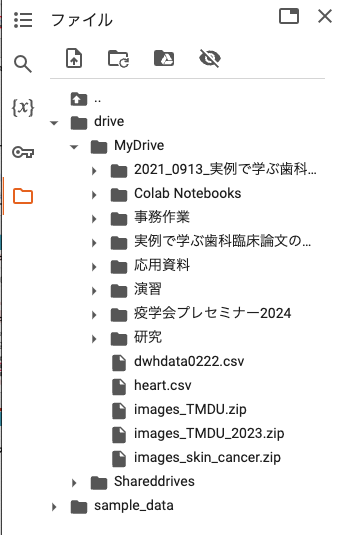 ファイル
{x}
..
drive
MyDrive
2021_0913_実例で学ぶ歯科...
Colab Notebooks
事務作業
実例で学ぶ歯科臨床論文の...
応用資料
演習
疫学会プレセミナー2024
研究
dwhdata0222.csv
heart.csv
images_TMDU.zip
images_TMDU_2023.zip
images_skin_cancer.zip
Shareddrives
sample_data